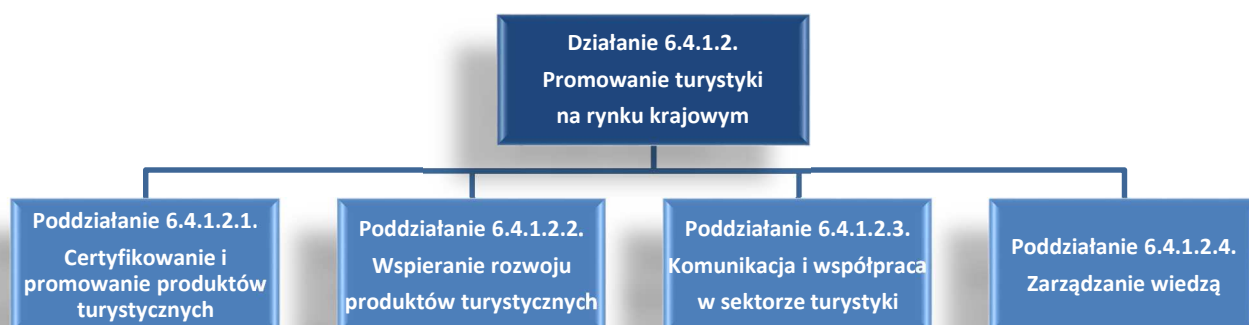 Działanie 6.4.1.2.
Promowanie turystyki
na rynku krajowym
Poddziałanie 6.4.1.2.1.
Certyfikowanie i
promowanie produktów
turystycznych
Poddziałanie 6.4.1.2.2.
Wspieranie rozwoju
produktów turystycznych
Poddziałanie 6.4.1.2.3.
Komunikacja i współpraca
w sektorze turystyki
Poddziałanie 6.4.1.2.4.
Zarządzanie wiedzą